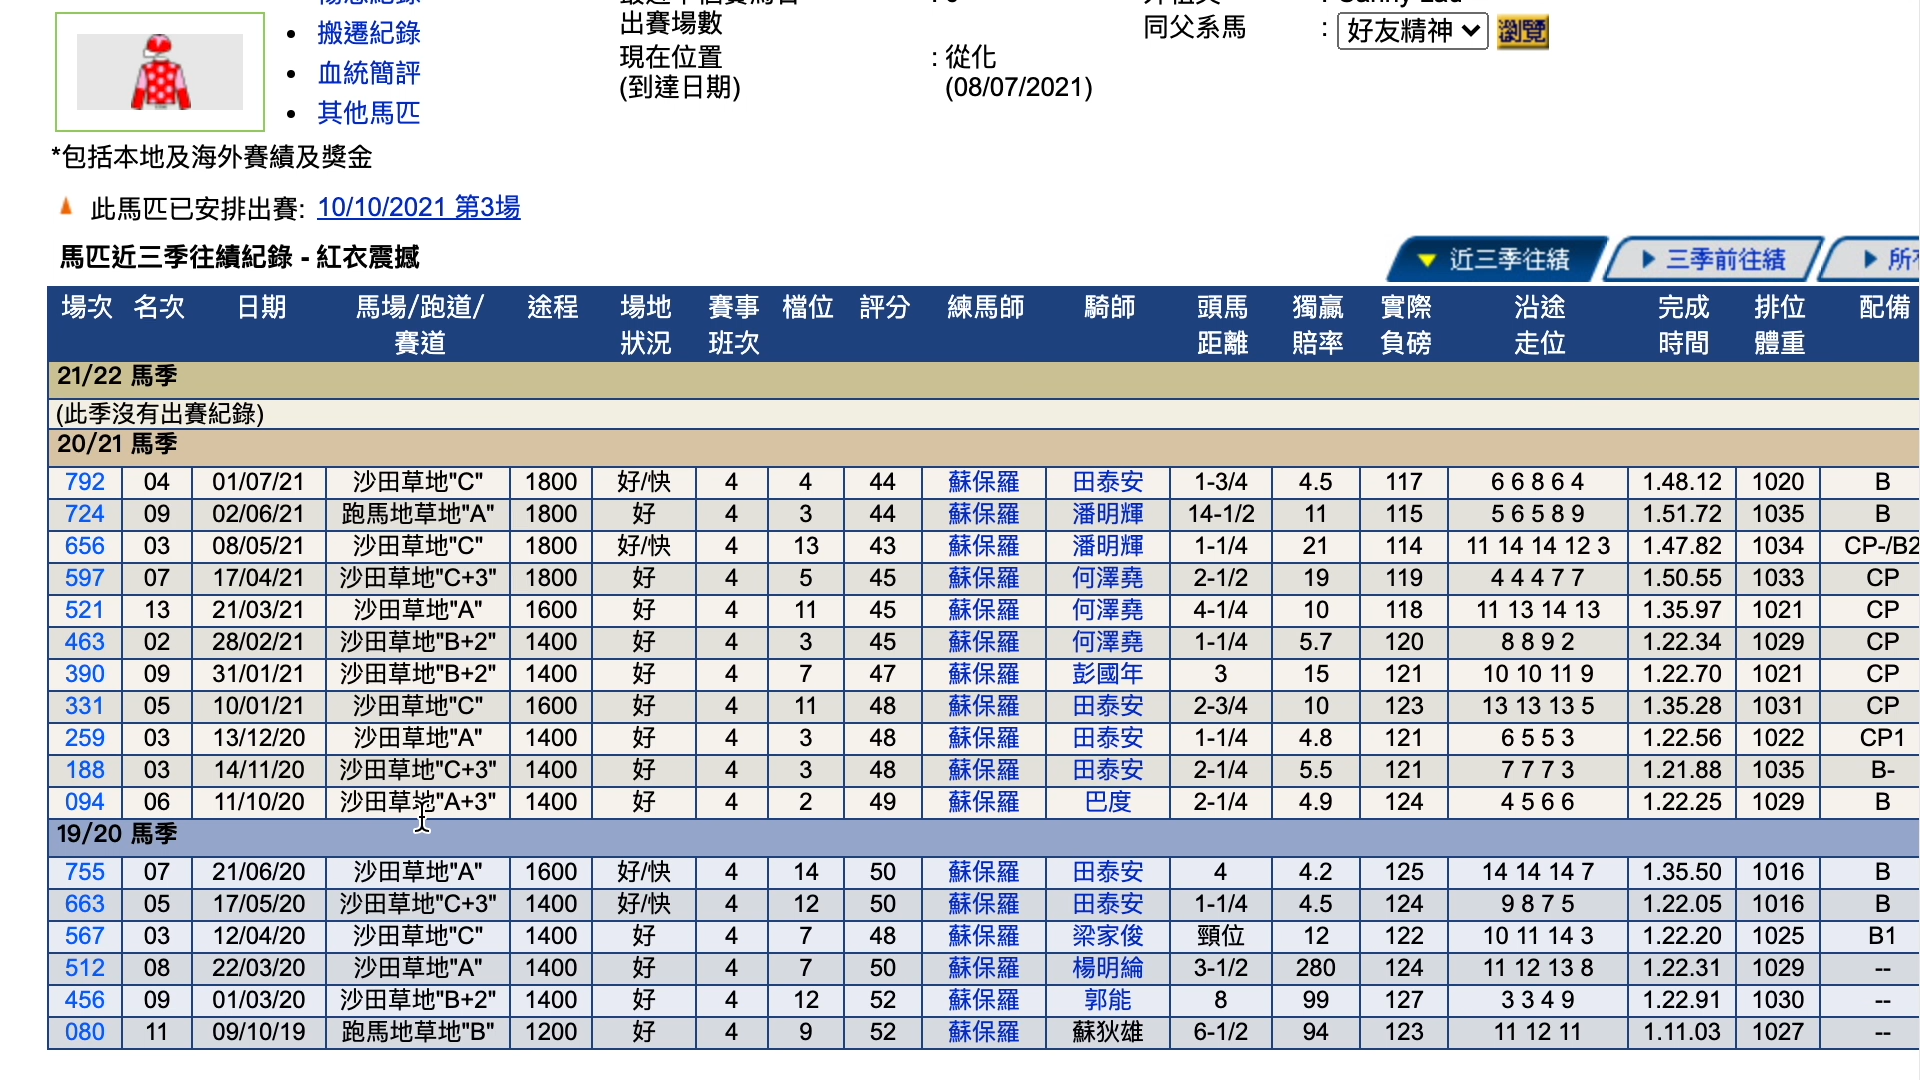 搬遷紀錄
血統簡評
其他馬匹
出賽場數
現在位置 : 從化
(到達日期) (08/07/2021)
同父系馬 : 好友精神 瀏覽
*包括本地及海外賽績及獎金
此馬匹已安排出賽: 10/10/2021 第3場
馬匹近三季往績紀錄 - 紅衣震撼
近三季往績 三季前往績
場次 名次 日期 馬場/跑道/賽道 途程 場地狀況 賽事班次 檔位 評分 練馬師 騎師 頭馬距離 獨贏賠率 實際負磅 沿途走位 完成時間 排位體重 配備
21/22 馬季
(此季沒有出賽紀錄)
20/21 馬季
792 04 01/07/21 沙田草地"C" 1800 好/快 4 4 44 蘇保羅 田泰安 1-3/4 4.5 117 6 6 8 6 4 1.48.12 1020 B
724 09 02/06/21 跑馬地草地"A" 1800 好 4 3 44 蘇保羅 潘明輝 14-1/2 11 115 5 6 5 8 9 1.51.72 1035 B
656 03 08/05/21 沙田草地"C" 1800 好/快 4 13 43 蘇保羅 潘明輝 1-1/4 21 114 11 14 14 12 3 1.47.82 1034 CP-/B2
597 07 17/04/21 沙田草地"C+3" 1800 好 4 5 45 蘇保羅 何澤堯 2-1/2 19 119 4 4 4 7 7 1.50.55 1033 CP
521 13 21/03/21 沙田草地"A" 1600 好 4 11 45 蘇保羅 何澤堯 4-1/4 10 118 11 13 14 13 1.35.97 1021 CP
463 02 28/02/21 沙田草地"B+2" 1400 好 4 3 45 蘇保羅 何澤堯 1-1/4 5.7 120 8 8 9 2 1.22.34 1029 CP
390 09 31/01/21 沙田草地"B+2" 1400 好 4 7 47 蘇保羅 彭國年 3 15 121 10 10 11 9 1.22.70 1021 CP
331 05 10/01/21 沙田草地"C" 1600 好 4 11 48 蘇保羅 田泰安 2-3/4 10 123 13 13 13 5 1.35.28 1031 CP
259 03 13/12/20 沙田草地"A" 1400 好 4 3 48 蘇保羅 田泰安 1-1/4 4.8 121 6 5 5 3 1.22.56 1022 CP1
188 03 14/11/20 沙田草地"C+3" 1400 好 4 3 48 蘇保羅 田泰安 2-1/4 5.5 121 7 7 7 3 1.21.88 1035 B-
094 06 11/10/20 沙田草地"A+3" 1400 好 4 2 49 蘇保羅 巴度 2-1/4 4.9 124 4 5 6 6 1.22.25 1029 B
19/20 馬季
755 07 21/06/20 沙田草地"A" 1600 好/快 4 14 50 蘇保羅 田泰安 4 4.2 125 14 14 14 7 1.35.50 1016 B
663 05 17/05/20 沙田草地"C+3" 1400 好/快 4 12 50 蘇保羅 田泰安 1-1/4 4.5 124 9 8 7 5 1.22.05 1016 B
567 03 12/04/20 沙田草地"C" 1400 好 4 7 48 蘇保羅 梁家俊 頸位 12 122 10 11 14 3 1.22.20 1025 B1
512 08 22/03/20 沙田草地"A" 1400 好 4 7 50 蘇保羅 楊明綸 3-1/2 280 124 11 12 13 8 1.22.31 1029 --
456 09 01/03/20 沙田草地"B+2" 1400 好 4 12 52 蘇保羅 郭能 8 99 127 3 3 4 9 1.22.91 1030 --
080 11 09/10/19 跑馬地草地"B" 1200 好 4 9 52 蘇保羅 蘇狄雄 6-1/2 94 123 11 12 11 1.11.03 1027 --